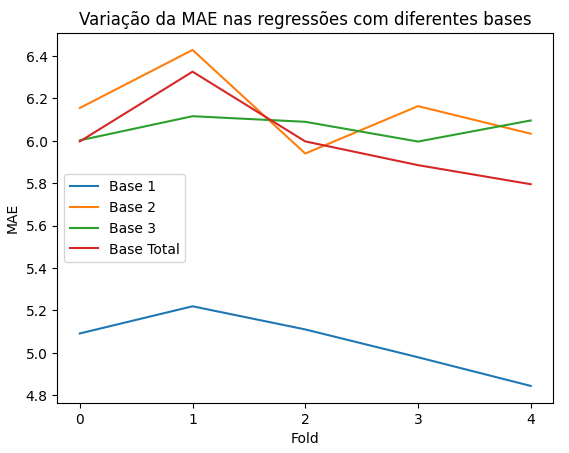 Variação da MAE nas regressões com diferentes bases
MAE
6.4
6.2
6.0
5.8
5.6
5.4
5.2
5.0
4.8
Base 1
Base 2
Base 3
Base Total
0 1 2 3 4
Fold